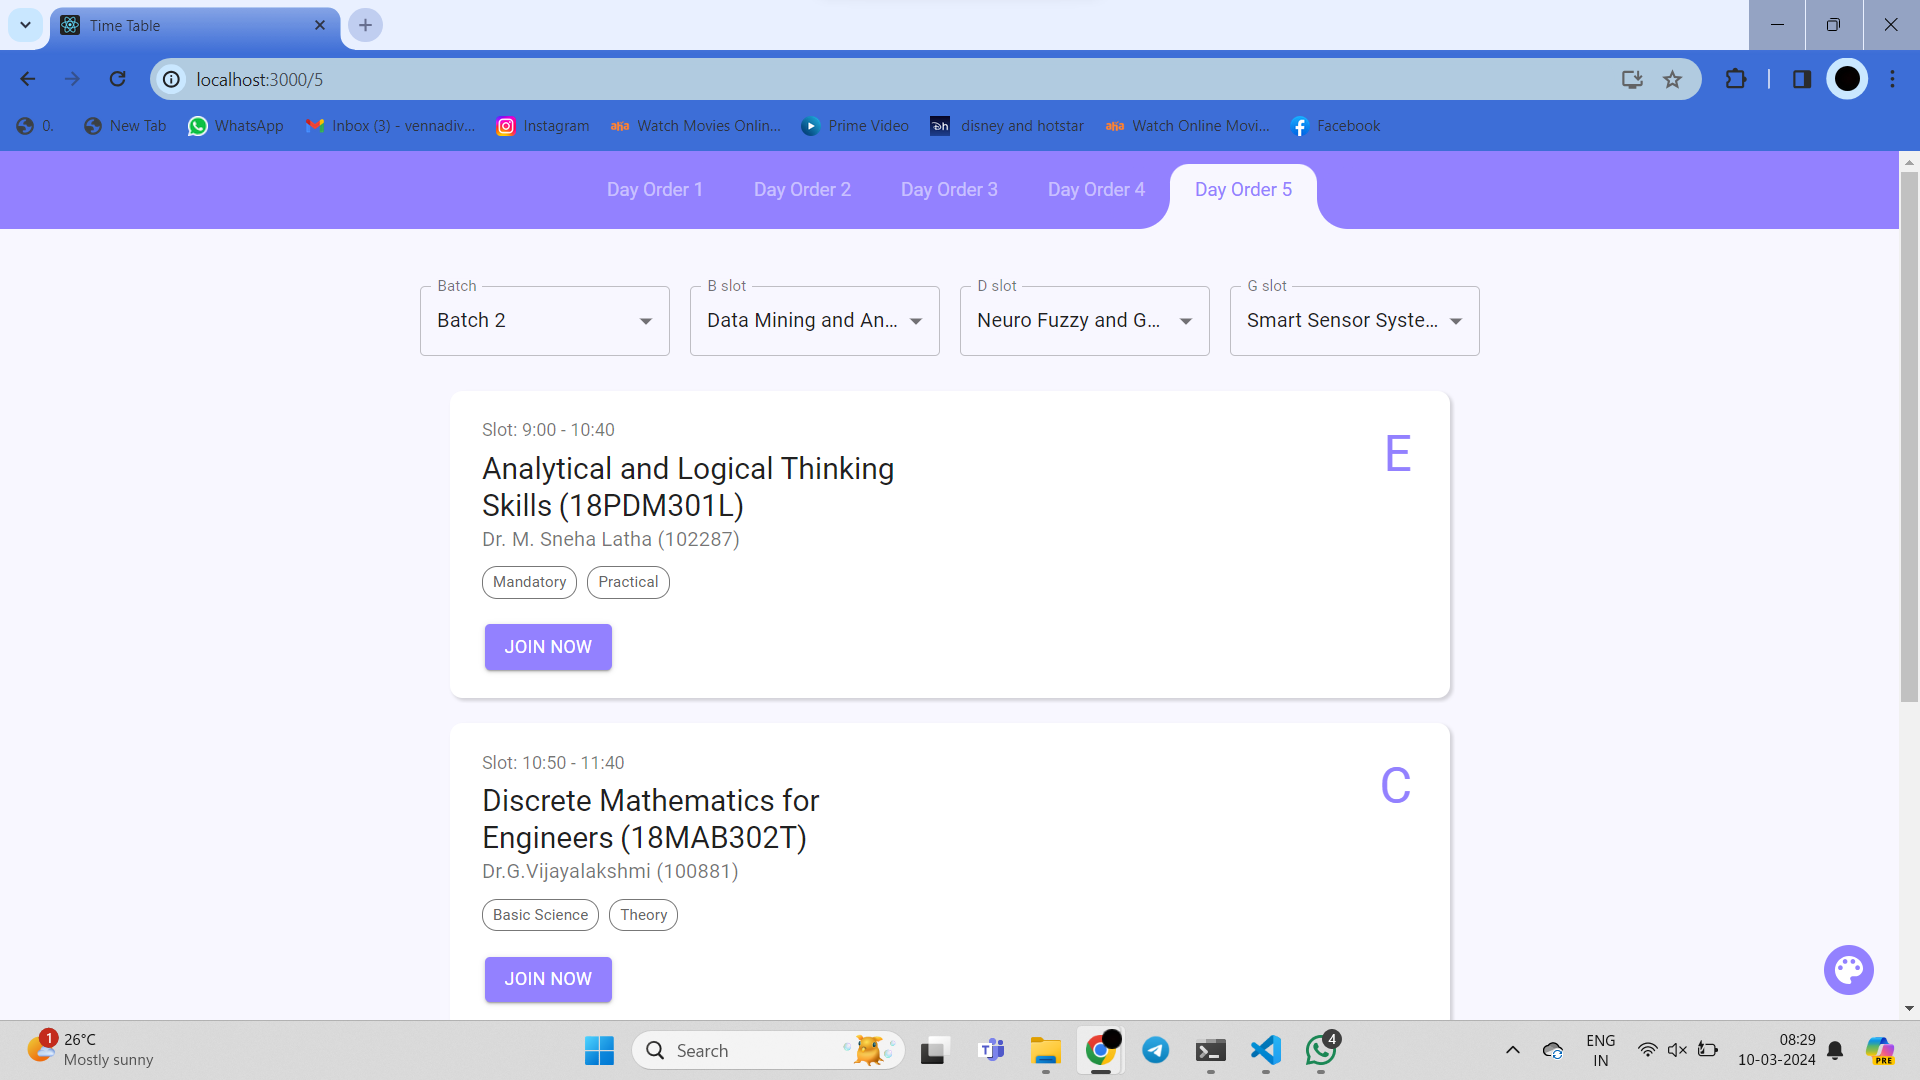 Time Table
localhost:3000/5
0.
New Tab
WhatsApp
Inbox (3) - vennadiv...
Instagram
aha
Watch Movies Onlin...
Prime Video
disney and hotstar
aha
Watch Online Movi...
Facebook
Day Order 1
Day Order 2
Day Order 3
Day Order 4
Day Order 5
Batch
Batch 2
B slot
Data Mining and An...
D slot
Neuro Fuzzy and G...
G slot
Smart Sensor Syste...
Slot: 9:00 - 10:40
E
Analytical and Logical Thinking
Skills (18PDM301L)
Dr. M. Sneha Latha (102287)
Mandatory
Practical
JOIN NOW
Slot: 10:50 - 11:40
C
Discrete Mathematics for
Engineers (18MAB302T)
Dr.G.Vijayalakshmi (100881)
Basic Science
Theory
JOIN NOW
1
26°C
Mostly sunny
Search
4
ENG
IN
08:29
10-03-2024
PRE